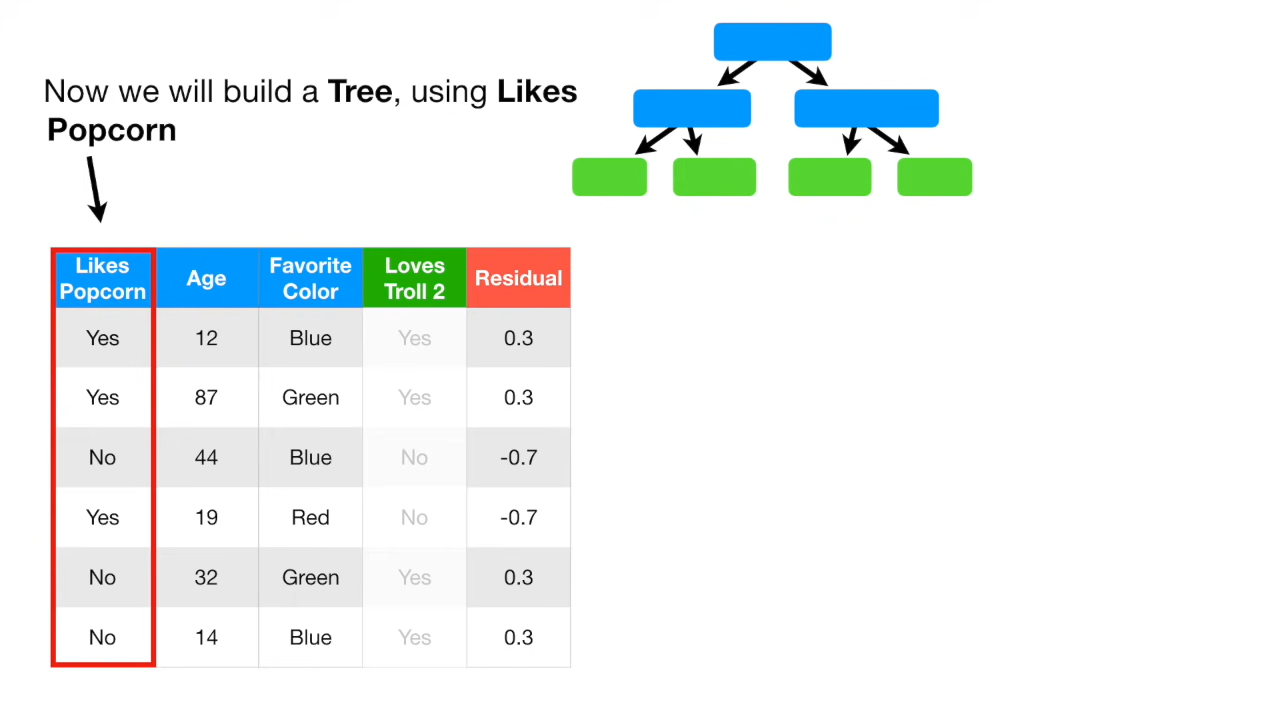 Now we will build a Tree, using Likes
Popcorn
Likes Popcorn Age Favorite Color Loves Troll 2 Residual
Yes 12 Blue Yes 0.3
Yes 87 Green Yes 0.3
No 44 Blue No -0.7
Yes 19 Red No -0.7
No 32 Green Yes 0.3
No 14 Blue Yes 0.3